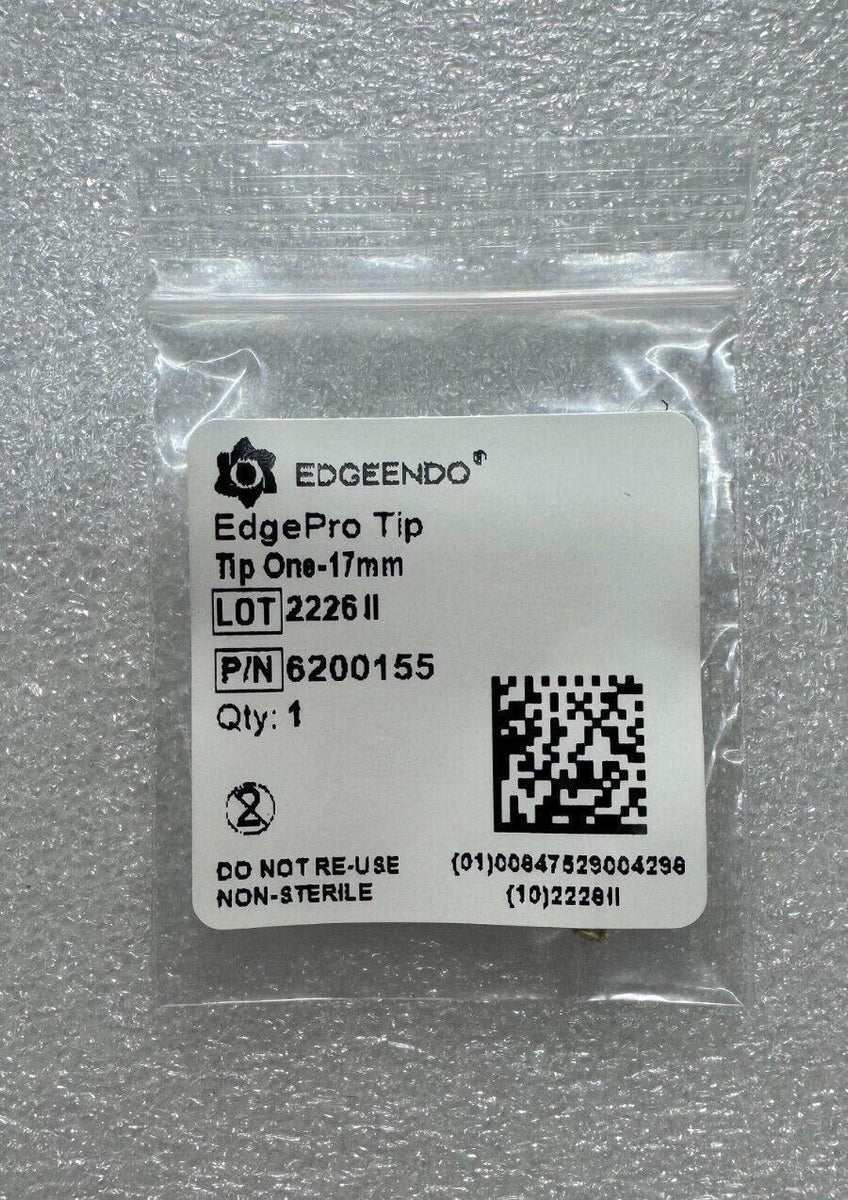 EDGEENDO®
EdgePro Tip
Tip One-17mm
LOT 2226II
P/N 6200155
Qty: 1
2
DO NOT RE-USE
NON-STERILE
(01)00847529004298
(10)2226II